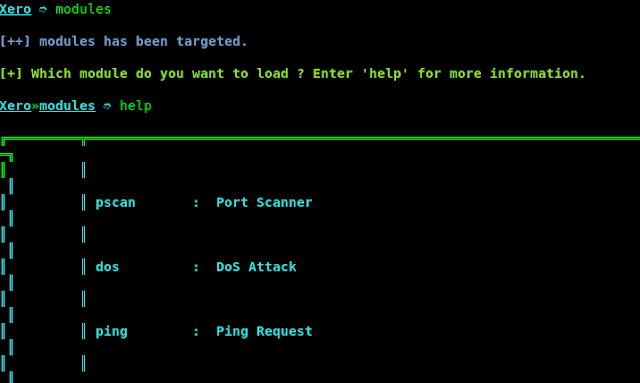 Xero ➮ modules
[++] modules has been targeted.
[+] Which module do you want to load ? Enter 'help' for more information.
Xero»modules ➮ help
pscan : Port Scanner
dos : DoS Attack
ping : Ping Request